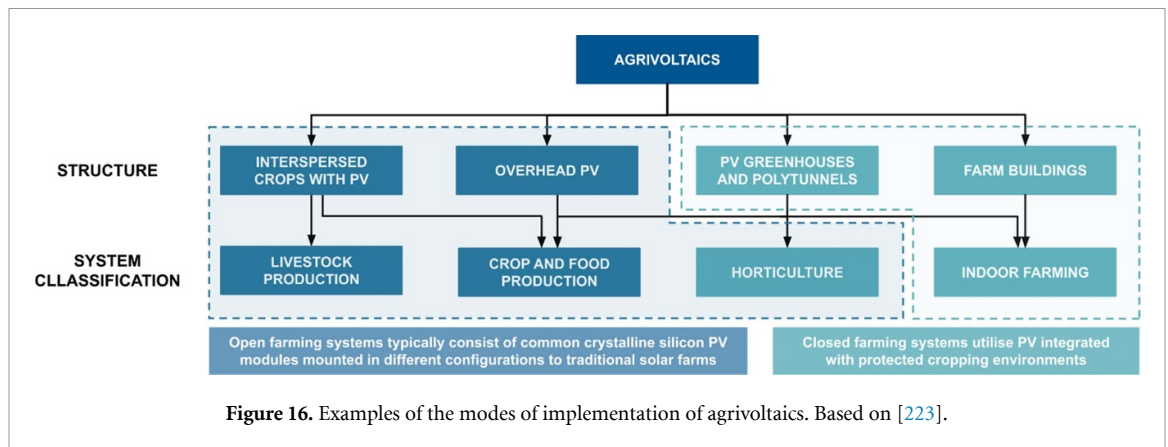 AGRIVOLTAICS
STRUCTURE
INTERSPERSED
CROPS WITH PV
OVERHEAD PV
PV GREENHOUSES
AND POLYTUNNELS
FARM BUILDINGS
SYSTEM
CLLASSIFICATION
LIVESTOCK
PRODUCTION
CROP AND FOOD
PRODUCTION
HORTICULTURE
INDOOR FARMING
Open farming systems typically consist of common crystalline silicon PV
modules mounted in different configurations to traditional solar farms
Closed farming systems utilise PV integrated
with protected cropping environments
Figure 16. Examples of the modes of implementation of agrivoltaics. Based on [223].